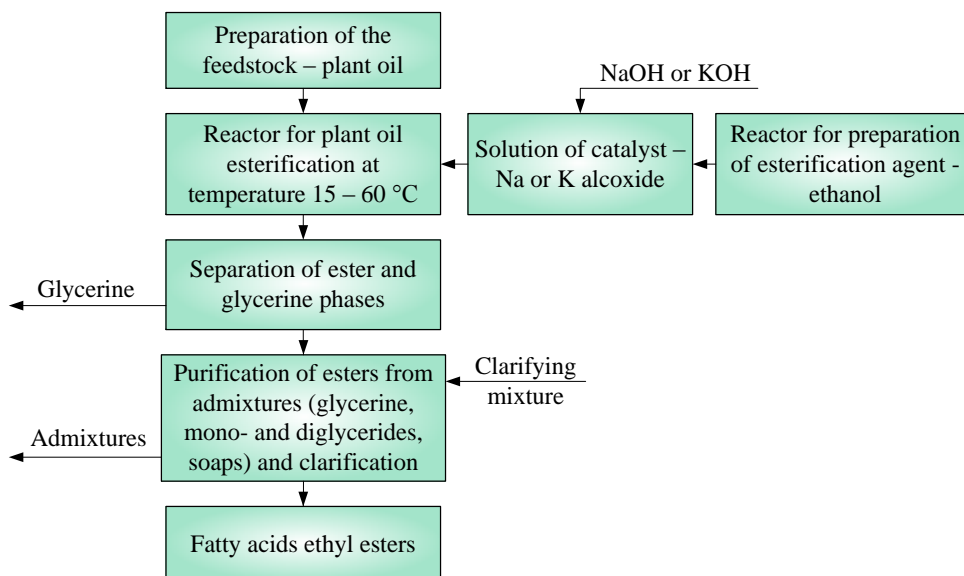 Preparation of the
feedstock – plant oil
NaOH or KOH
Reactor for plant oil
esterification at
temperature 15 – 60 °C
Solution of catalyst –
Na or K alcoxide
Reactor for preparation
of esterification agent -
ethanol
Separation of ester and
glycerine phases
Glycerine
Purification of esters from
admixtures (glycerine,
mono- and diglycerides,
soaps) and clarification
Clarifying
mixture
Admixtures
Fatty acids ethyl esters